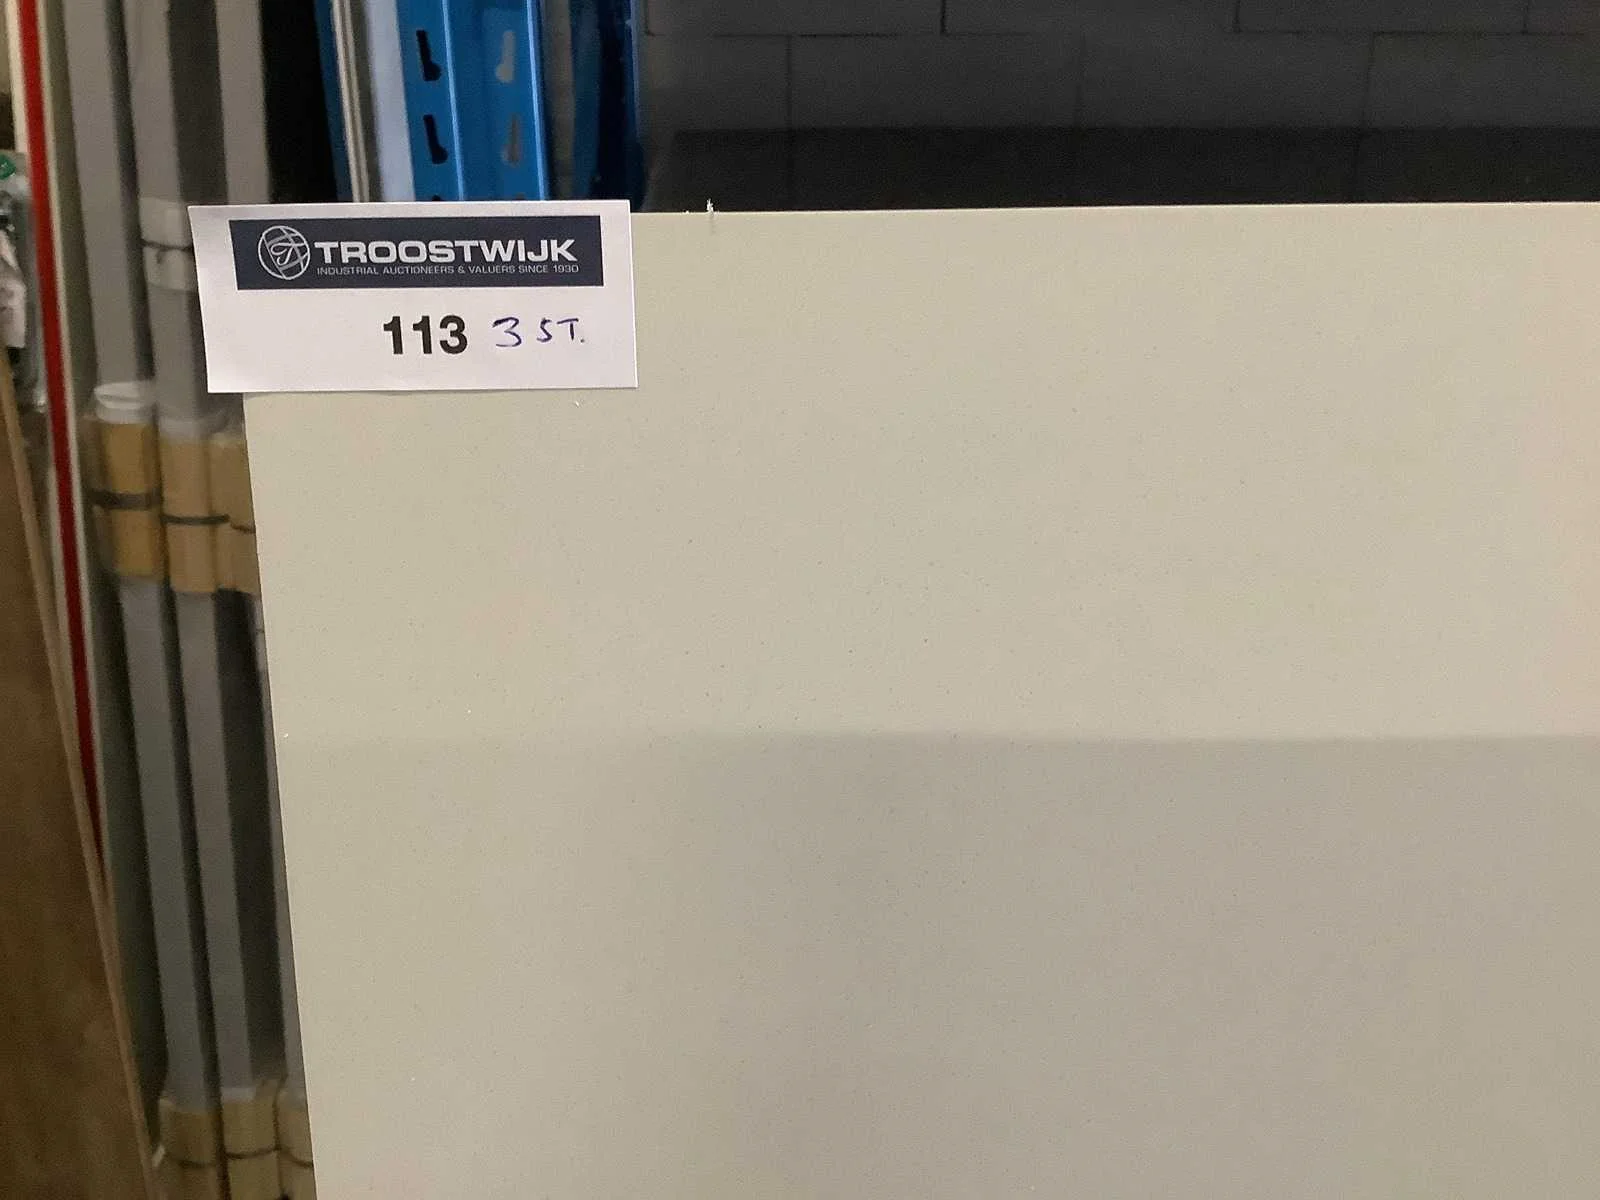 TROOSTWIJK
INDUSTRIAL AUCTIONEERS & VALUERS SINCE 1930
113 3 ST.